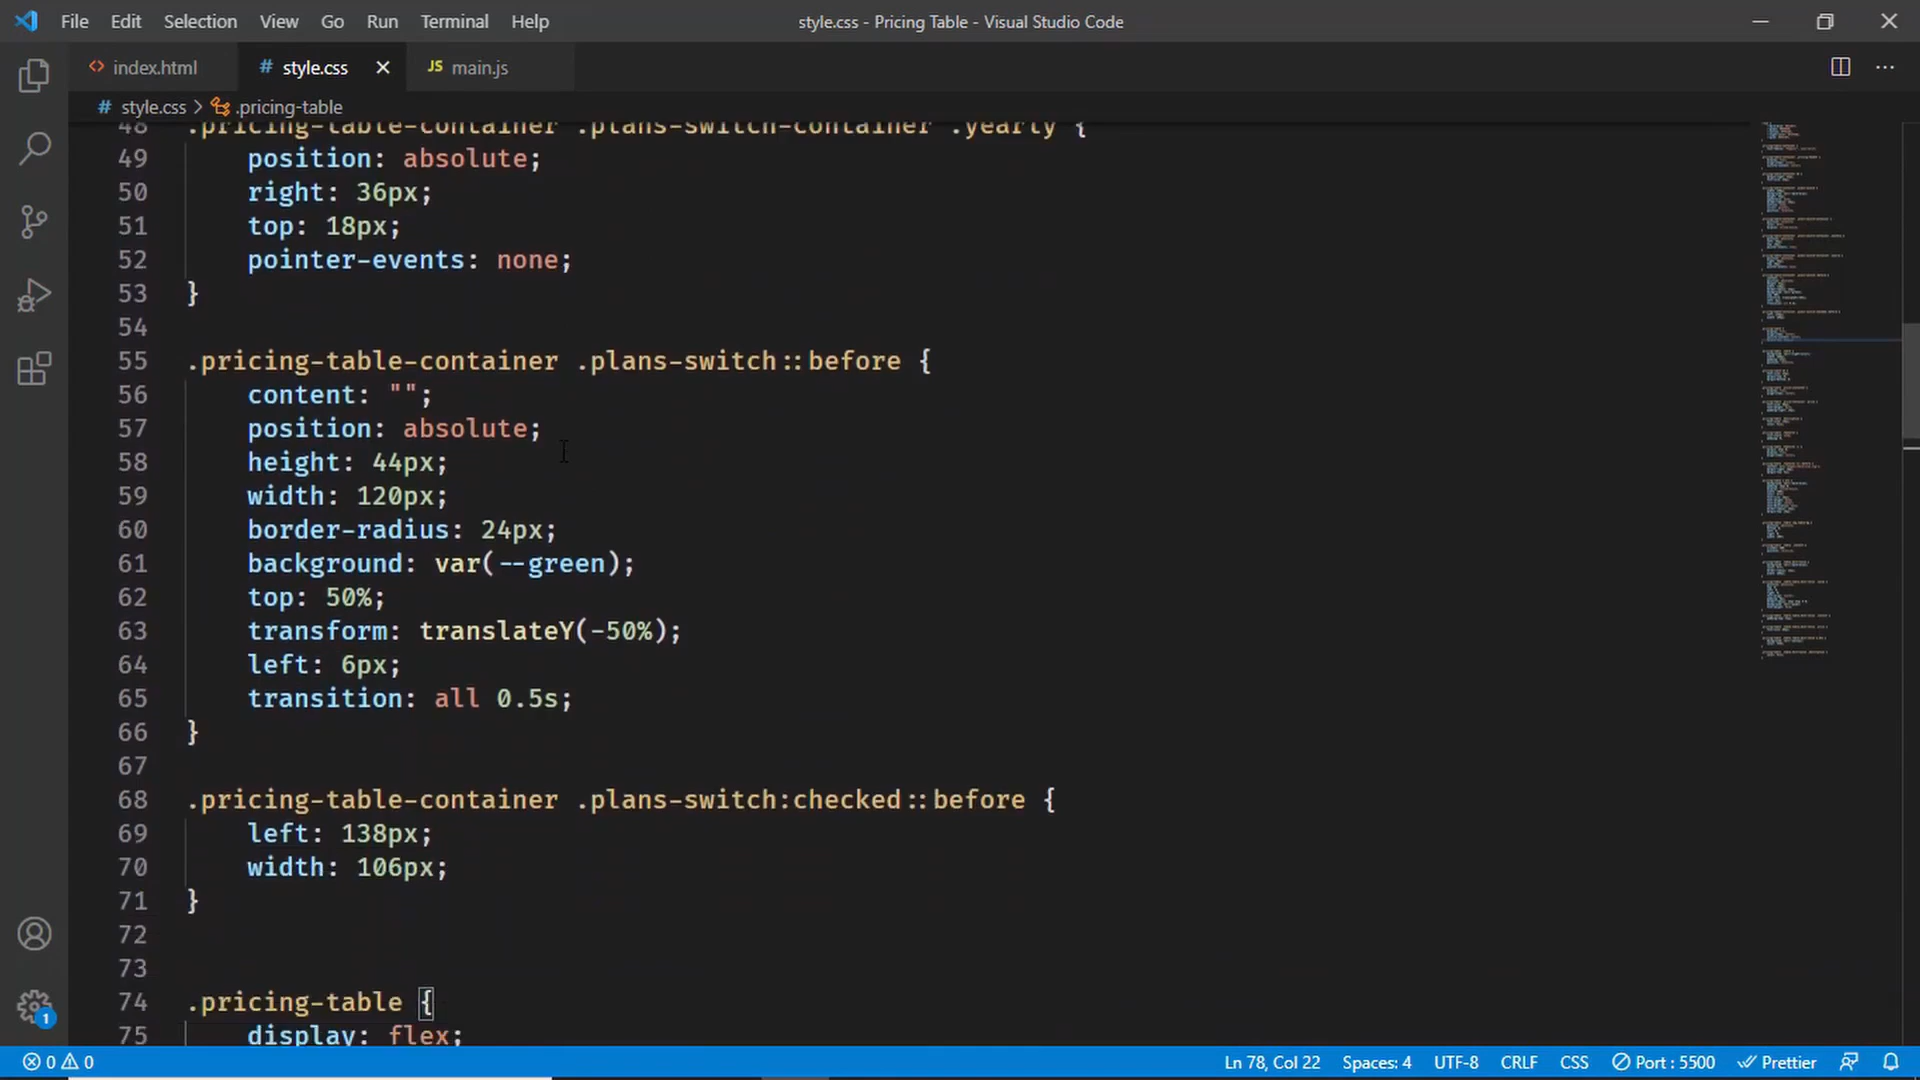 File Edit Selection View Go Run Terminal Help
style.css - Pricing Table - Visual Studio Code
<> index.html # style.css × JS main.js
# style.css > .pricing-table
48 .pricing-table-container .plans-switch-container .yearly {
49 position: absolute;
50 right: 36px;
51 top: 18px;
52 pointer-events: none;
53 }
54
55 .pricing-table-container .plans-switch::before {
56 content: "";
57 position: absolute;
58 height: 44px;
59 width: 120px;
60 border-radius: 24px;
61 background: var(--green);
62 top: 50%;
63 transform: translateY(-50%);
64 left: 6px;
65 transition: all 0.5s;
66 }
67
68 .pricing-table-container .plans-switch:checked::before {
69 left: 138px;
70 width: 106px;
71 }
72
73
74 .pricing-table {
75 display: flex;
1
0 0 Ln 78, Col 22 Spaces: 4 UTF-8 CRLF CSS Port : 5500 Prettier